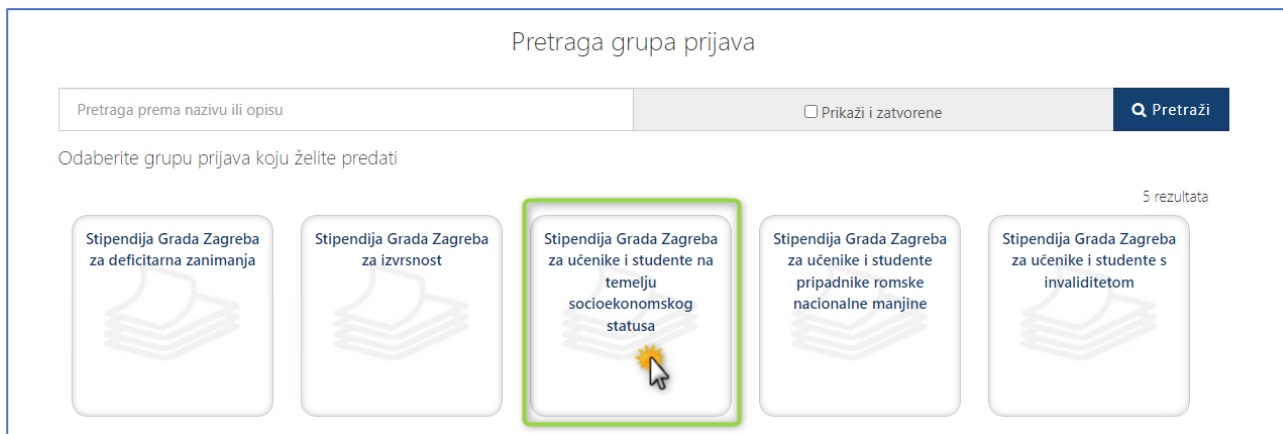 Pretraga grupa prijava
Pretraga prema nazivu ili opisu
Prikaži i zatvorene
Pretraži
Odaberite grupu prijava koju želite predati
5 rezultata
Stipendija Grada Zagreba
za deficitarna zanimanja
Stipendija Grada Zagreba
za izvrsnost
Stipendija Grada Zagreba
za učenike i studente na
temelju
socioekonomskog
statusa
Stipendija Grada Zagreba
za učenike i studente
pripadnike romske
nacionalne manjine
Stipendija Grada Zagreba
za učenike i studente s
invaliditetom